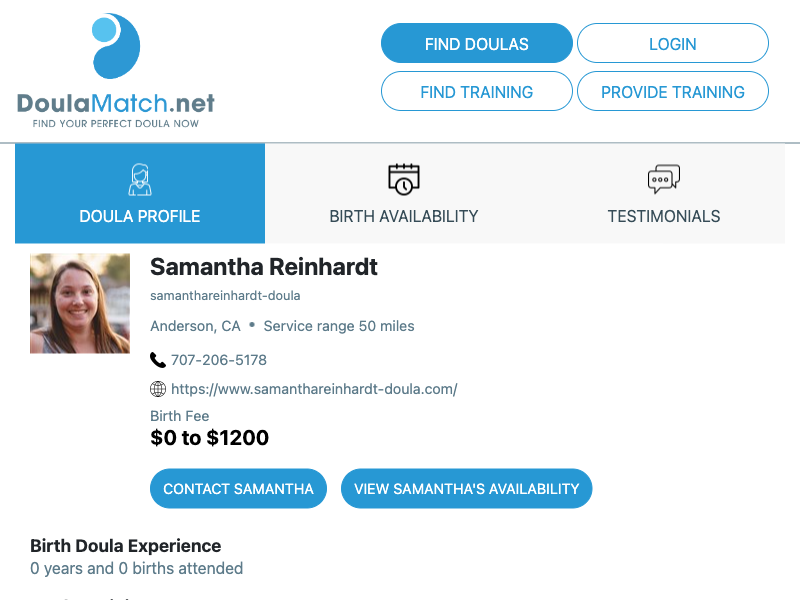 DoulaMatch.net
FIND YOUR PERFECT DOULA NOW
FIND DOULAS
LOGIN
FIND TRAINING
PROVIDE TRAINING
DOULA PROFILE
BIRTH AVAILABILITY
TESTIMONIALS
Samantha Reinhardt
samanthareinhardt-doula
Anderson, CA • Service range 50 miles
707-206-5178
https://www.samanthareinhardt-doula.com/
Birth Fee
$0 to $1200
CONTACT SAMANTHA
VIEW SAMANTHA'S AVAILABILITY
Birth Doula Experience
0 years and 0 births attended